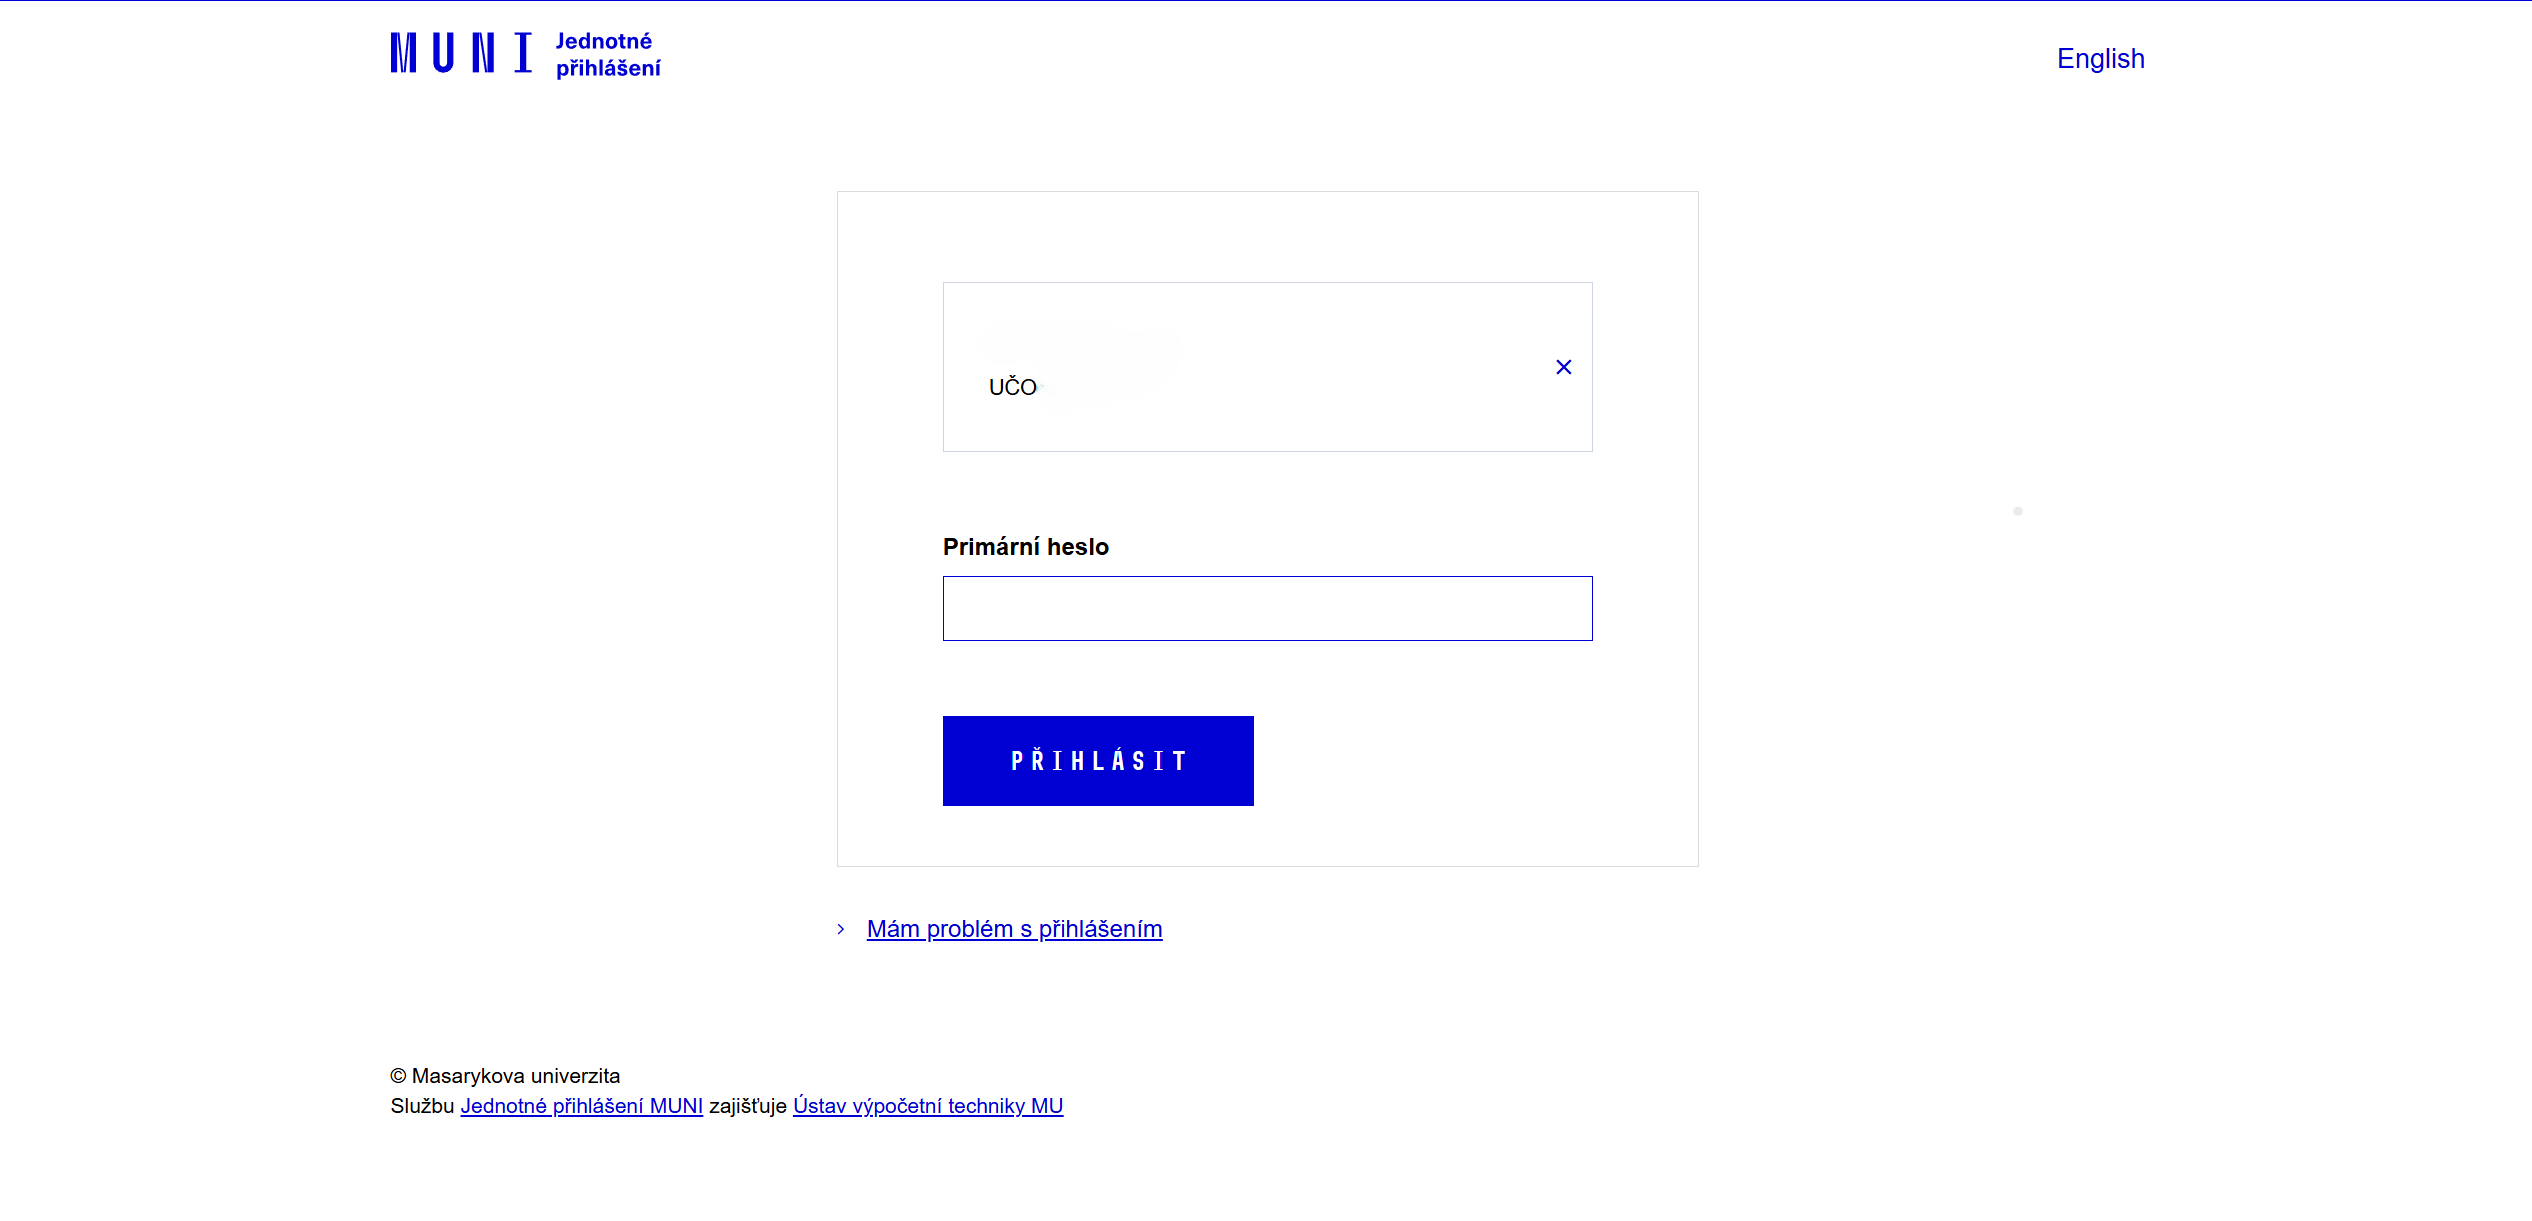 MUNI Jednotné
přihlášení
English
UČO
Primární heslo
PŘIHLÁSIT
Mám problém s přihlášením
© Masarykova univerzita
Službu Jednotné přihlášení MUNI zajišťuje Ústav výpočetní techniky MU